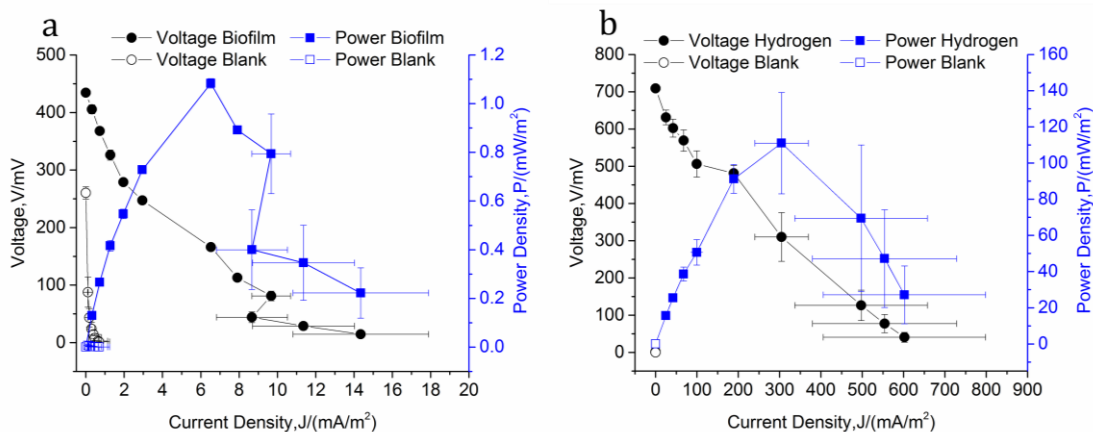 a
Voltage Biofilm Power Biofilm
Voltage Blank Power Blank
500
400
300
200
100
0
Voltage,V/mV
1.2
1.0
0.8
0.6
0.4
0.2
0.0
Power Density,P/(mW/m²)
0 2 4 6 8 10 12 14 16 18 20
Current Density,J/(mA/m²)
b
Voltage Hydrogen Power Hydrogen
Voltage Blank Power Blank
800
700
600
500
400
300
200
100
0
Voltage,V/mV
160
140
120
100
80
60
40
20
0
Power Density,P/(mW/m²)
0 100 200 300 400 500 600 700 800 900
Current Density,J/(mA/m²)